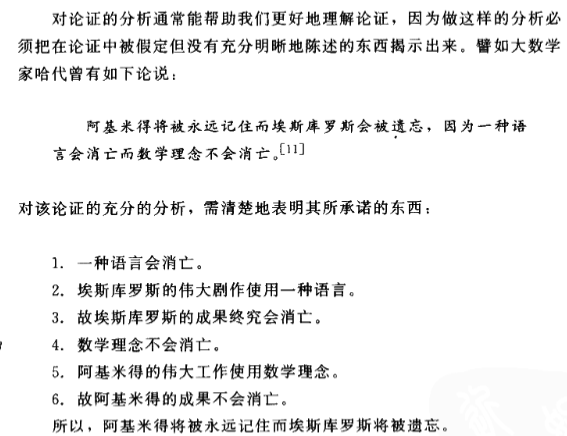 对论证的分析通常能帮助我们更好地理解论证，因为做这样的分析必
须把在论证中被假定但没有充分明晰地陈述的东西揭示出来。譬如大数学
家哈代曾有如下论说：
阿基米得将被永远记住而埃斯库罗斯会被遗忘，因为一种语
言会消亡而数学理念不会消亡。[11]
对该论证的充分的分析，需清楚地表明其所承诺的东西：
1. 一种语言会消亡。
2. 埃斯库罗斯的伟大剧作使用一种语言。
3. 故埃斯库罗斯的成果终究会消亡。
4. 数学理念不会消亡。
5. 阿基米得的伟大工作使用数学理念。
6. 故阿基米得的成果不会消亡。
所以，阿基米得将被永远记住而埃斯库罗斯将被遗忘。